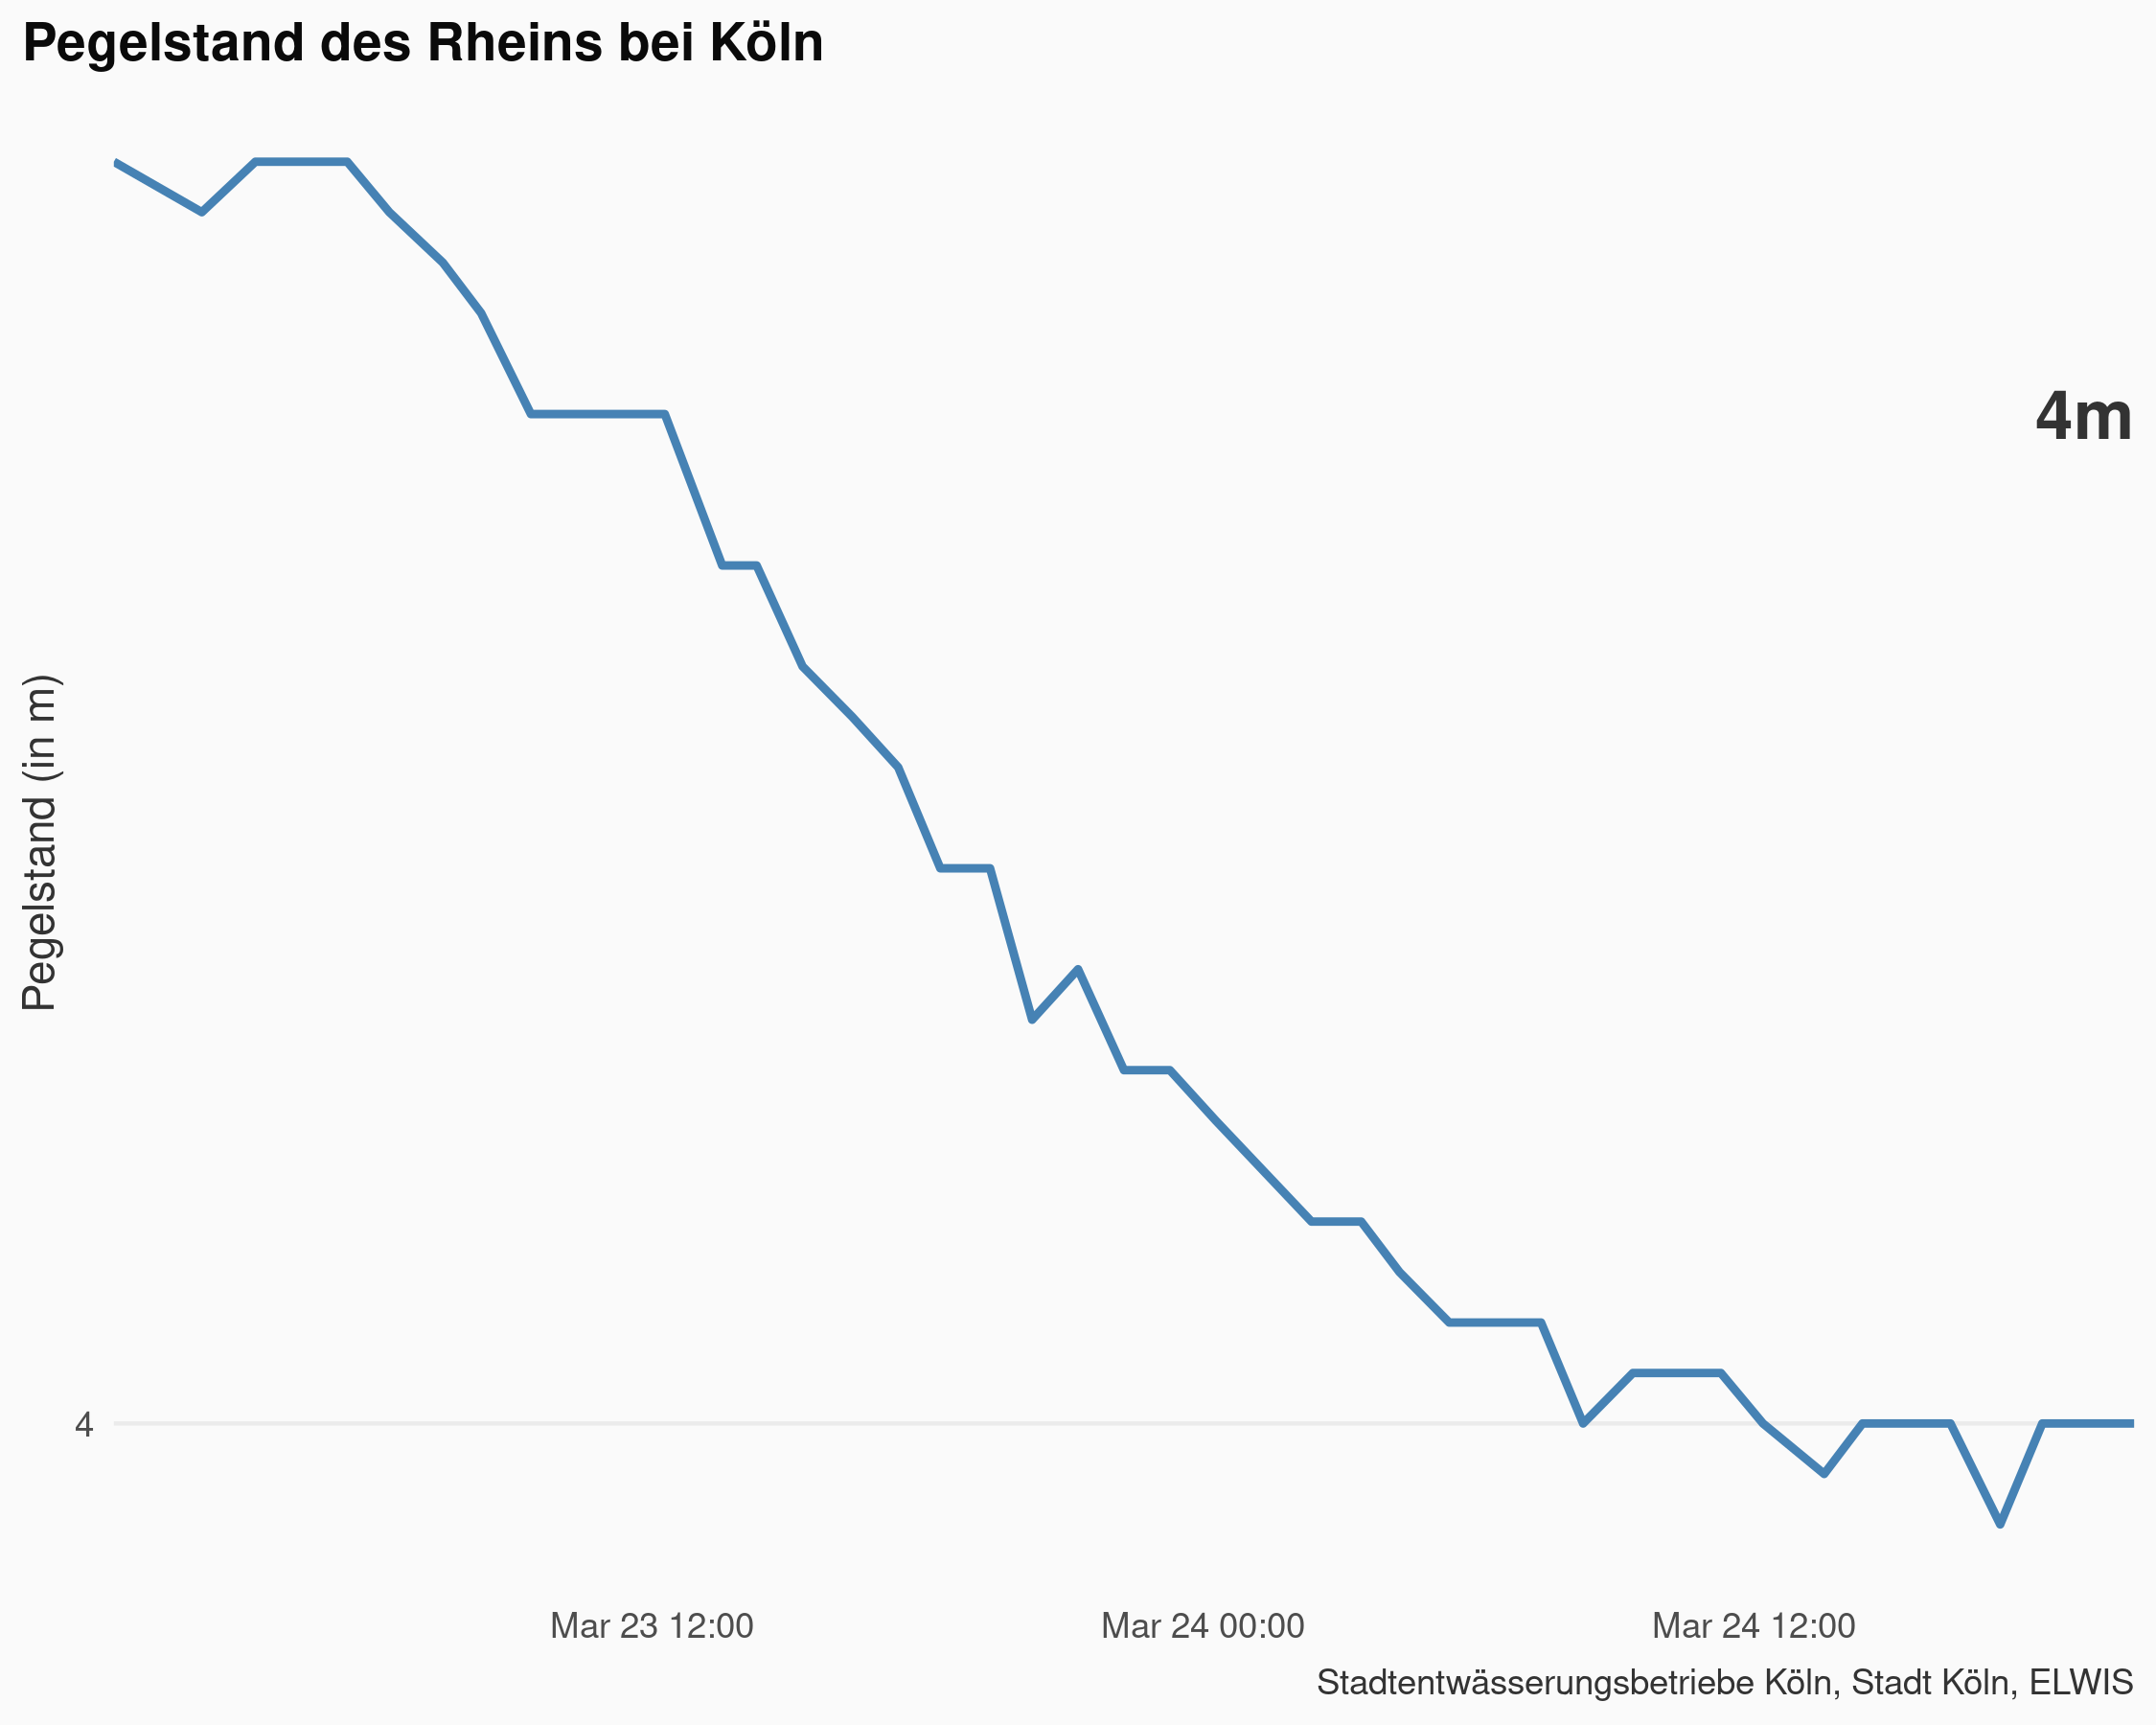 Pegelstand des Rheins bei Köln
4m
Pegelstand (in m)
4
Mar 23 12:00
Mar 24 00:00
Mar 24 12:00
Stadtentwässerungsbetriebe Köln, Stadt Köln, ELWIS